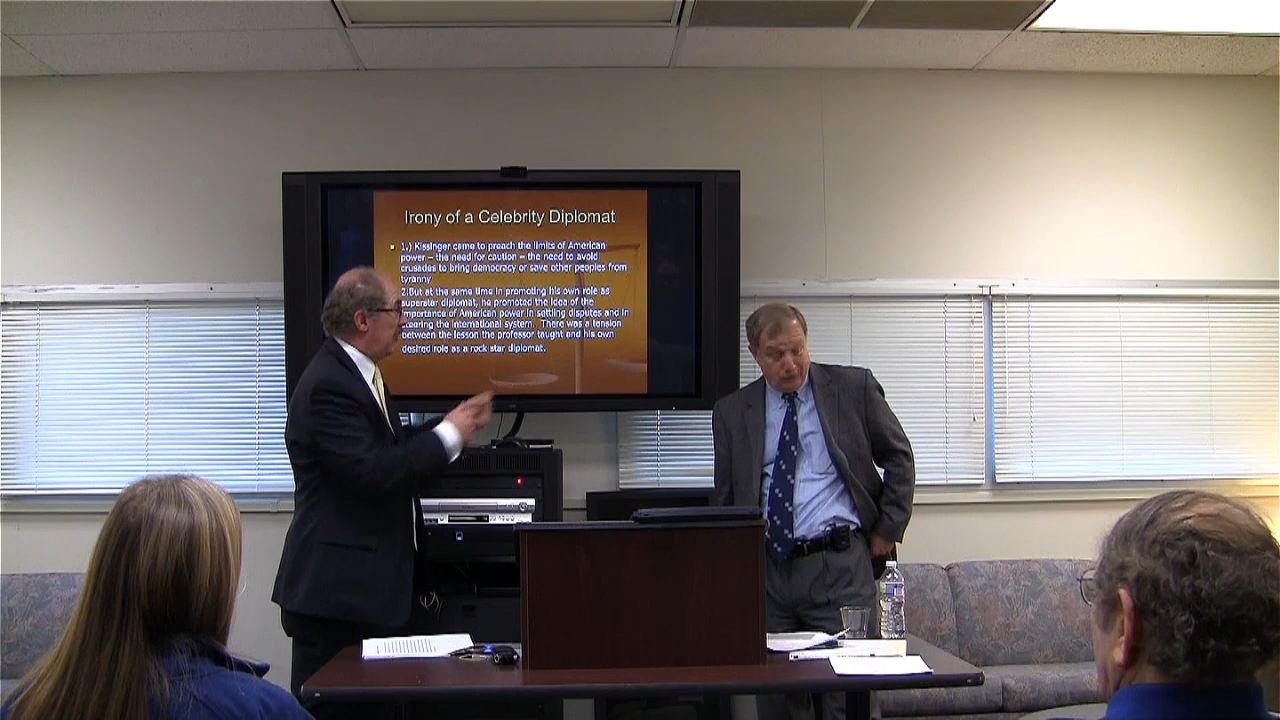 Irony of a Celebrity Diplomat
1.) Kissinger came to preach the limits of American
power – the need for caution – the need to avoid
crusades to bring democracy or save other peoples from
tyranny
2.But at the same time in promoting his own role as
superstar diplomat, he promoted the idea of the
importance of American power in settling disputes and in
steering the international system. There was a tension
between the lesson the professor taught and his own
desired role as a rock star diplomat.